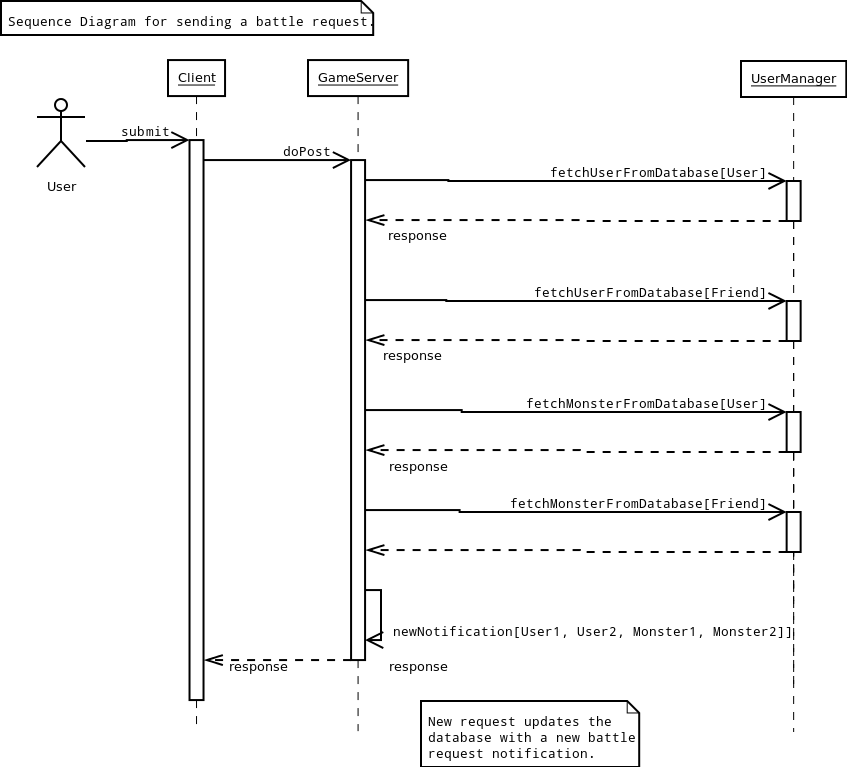 Sequence Diagram for sending a battle request.
Client
GameServer
UserManager
submit
doPost
fetchUserFromDatabase[User]
User
response
fetchUserFromDatabase[Friend]
response
fetchMonsterFromDatabase[User]
response
fetchMonsterFromDatabase[Friend]
newNotification[User1, User2, Monster1, Monster2]]
response
response
New request updates the
database with a new battle
request notification.